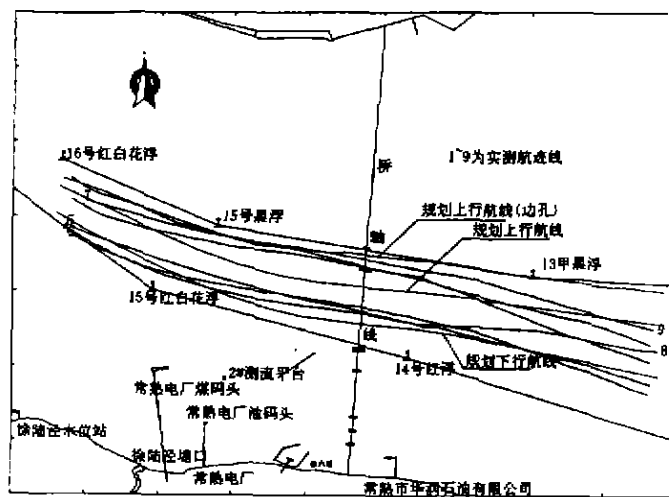 16号红白花浮
1~9为实测航迹线
桥
15号黑浮
规划上行航线(边孔)
规划上行航线
轴
13甲黑浮
15号红白花浮
线
9
8
规划下行航线
14号红浮
2#测流平台
常熟电厂煤码头
常熟电厂渣码头
徐陆泾水位站
徐陆泾塘口
常熟电厂
常熟市华润石油有限公司